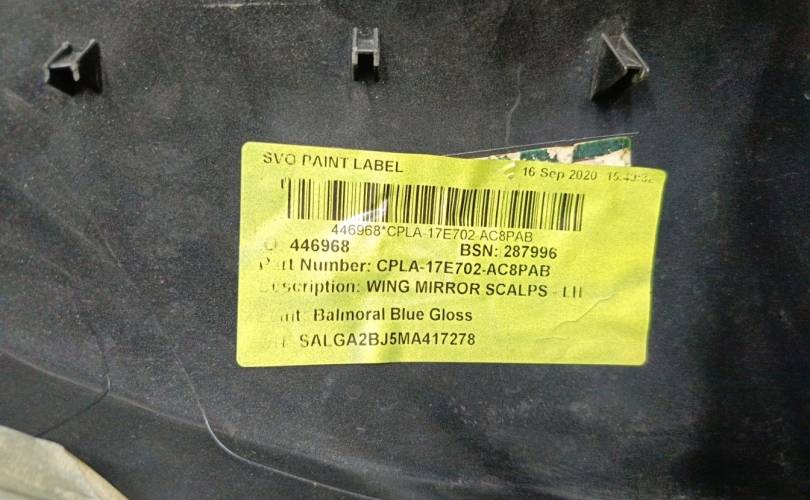 SVO PAINT LABEL
16 Sep 2020
446968*CPLA-17E702-AC8PAB
446968 BSN: 287996
Part Number: CPLA-17E702-AC8PAB
Description: WING MIRROR SCALPS - LH
Balmoral Blue Gloss
SALGA2BJ5MA417278